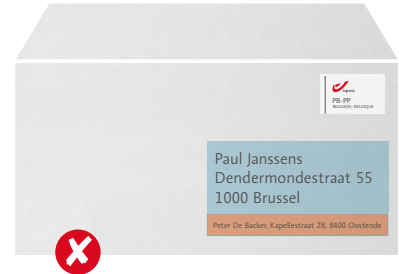 bpost
PB-PP
BELGIE(N) - BELGIQUE
Paul Janssens
Dendermondestraat 55
1000 Brussel
Peter De Backer, Kapellestraat 28, 8400 Oostende